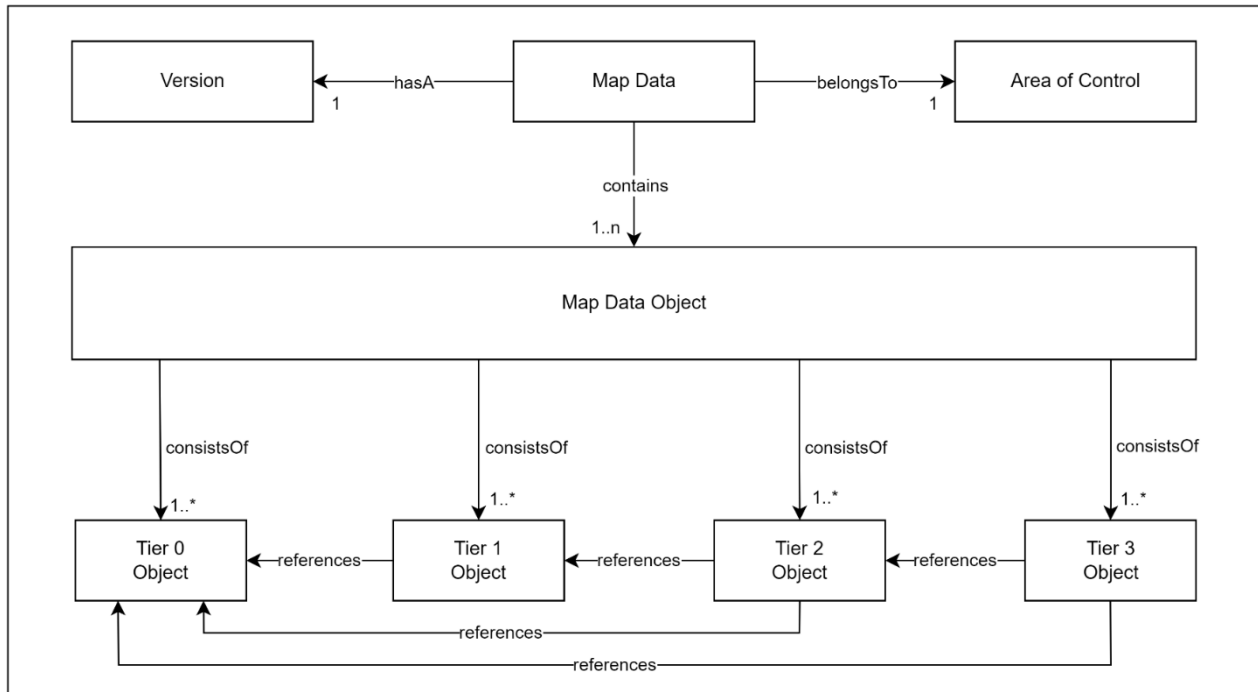 Version
hasA
1
Map Data
belongsTo
1
Area of Control
contains
1..n
Map Data Object
consistsOf
consistsOf
consistsOf
consistsOf
1..*
1..*
1..*
1..*
Tier 0
Object
references
Tier 1
Object
references
Tier 2
Object
references
Tier 3
Object
references
references